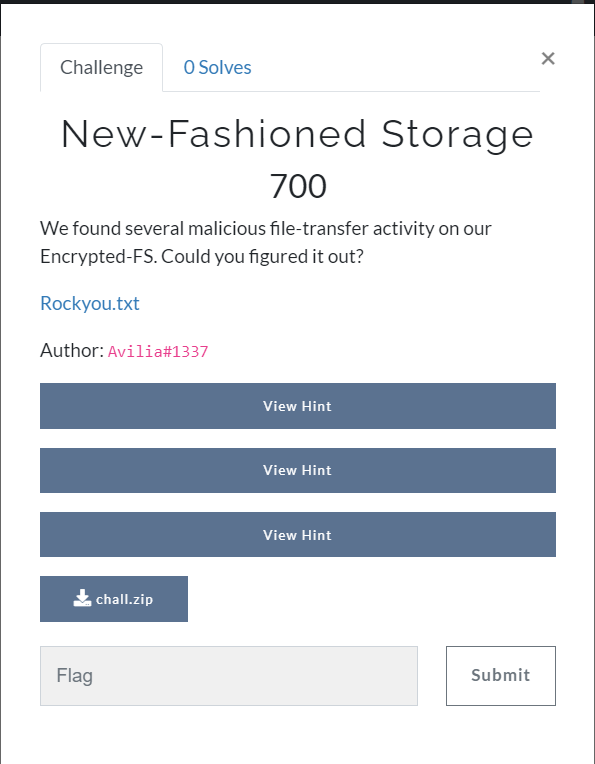 Challenge
0 Solves
×
New-Fashioned Storage
700
We found several malicious file-transfer activity on our
Encrypted-FS. Could you figured it out?
Rockyou.txt
Author: Avilia#1337
View Hint
View Hint
View Hint
chall.zip
Flag
Submit